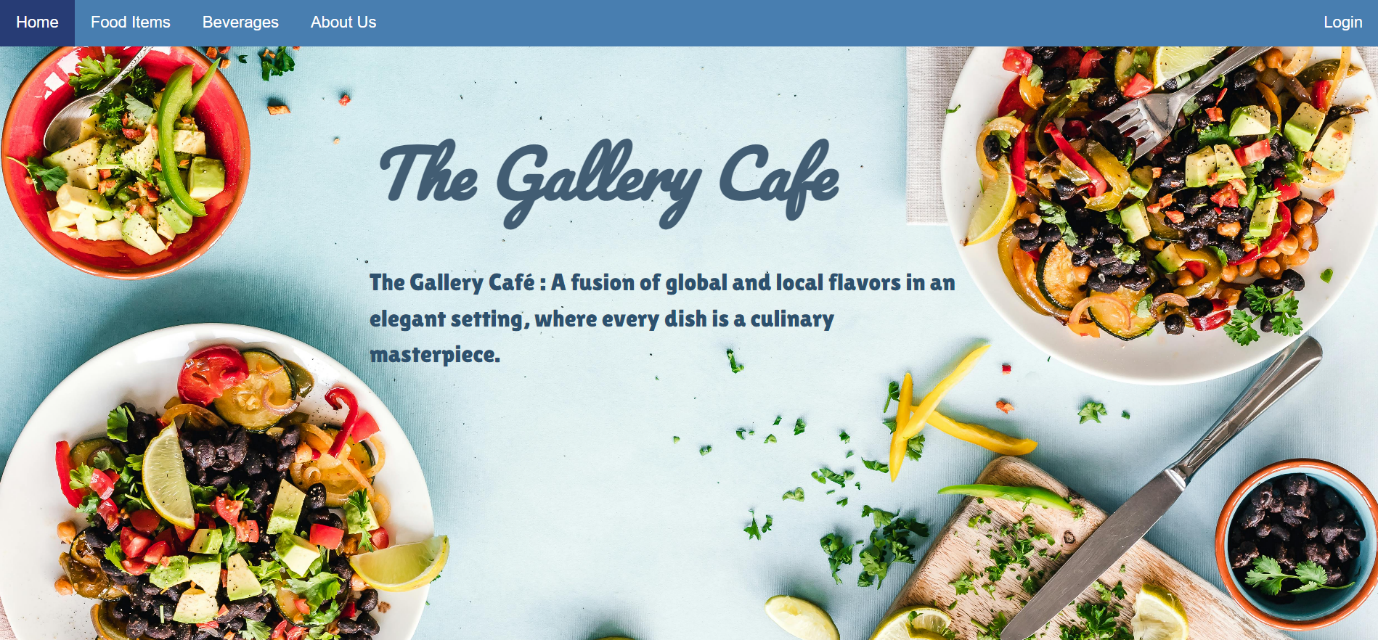 Home Food Items Beverages About Us Login
The Gallery Cafe
The Gallery Café : A fusion of global and local flavors in an
elegant setting, where every dish is a culinary
masterpiece.